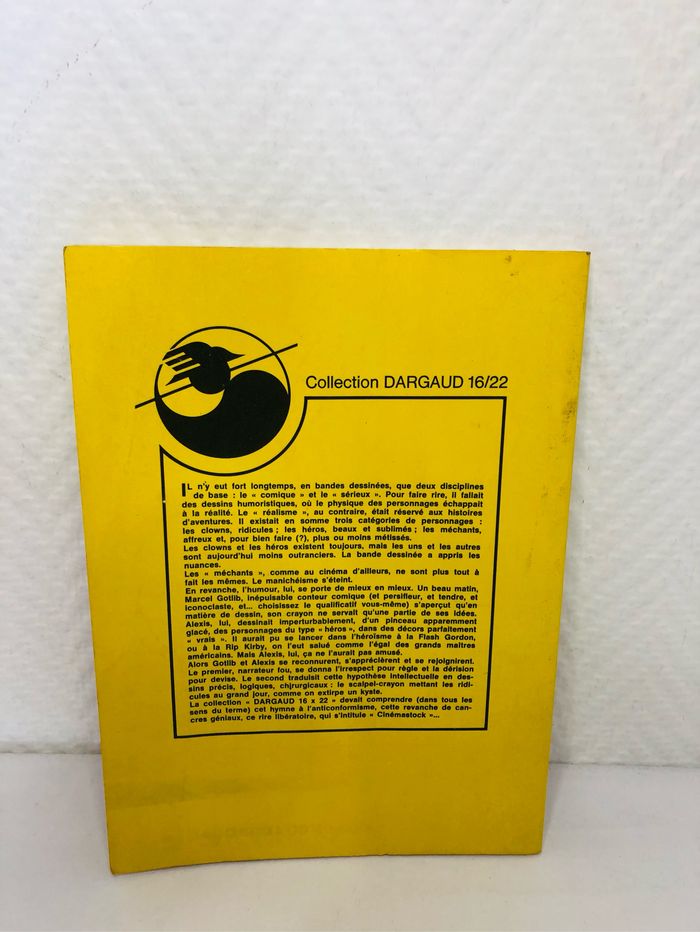 Collection DARGAUD 16/22
IL n'y eut fort longtemps, en bandes dessinées, que deux disciplines
de base : le « comique » et le « sérieux ». Pour faire rire, il fallait
des dessins humoristiques, où le physique des personnages échappait
à la réalité. Le « réalisme », au contraire, était réservé aux histoires
d'aventures. Il existait en somme trois catégories de personnages :
les clowns, ridicules ; les héros, beaux et sublimés ; les méchants,
affreux et, pour bien faire (?), plus ou moins métissés.
Les clowns et les héros existent toujours, mais les uns et les autres
sont aujourd'hui moins outranciers. La bande dessinée a appris les
nuances.
Les « méchants », comme au cinéma d'ailleurs, ne sont plus tout à
fait les mêmes. Le manichéisme s'éteint.
En revanche, l'humour, lui, se porte de mieux en mieux. Un beau matin,
Marcel Gotlib, inépuisable conteur comique (et persifleur, et tendre, et
iconoclaste, et... choisissez le qualificatif vous-même) s'aperçut qu'en
matière de dessin, son crayon ne servait qu'une partie de ses idées.
Alexis, lui, dessinait imperturbablement, d'un pinceau apparemment
glacé, des personnages du type « héros », dans des décors parfaitement
« vrais ». Il aurait pu se lancer dans l'héroïsme à la Flash Gordon,
ou à la Rip Kirby, on l'eut salué comme l'égal des grands maitres
américains. Mais Alexis, lui, ça ne l'aurait pas amusé.
Alors Gotlib et Alexis se reconnurent, s'apprécièrent et se rejoignirent.
Le premier, narrateur fou, se donna l'irrespect pour règle et la dérision
pour devise. Le second traduisit cette hypothèse intellectuelle en des-
sins précis, logiques, chirurgicaux : le scalpel-crayon mettant les ridi-
cules au grand jour, comme on extirpe un kyste.
La collection « DARGAUD 16 x 22 » devait comprendre (dans tous les
sens du terme) cet hymne à l'anticonformisme, cette revanche de can-
cres géniaux, ce rire libératoire, qui s'intitule « Cinémastock »...